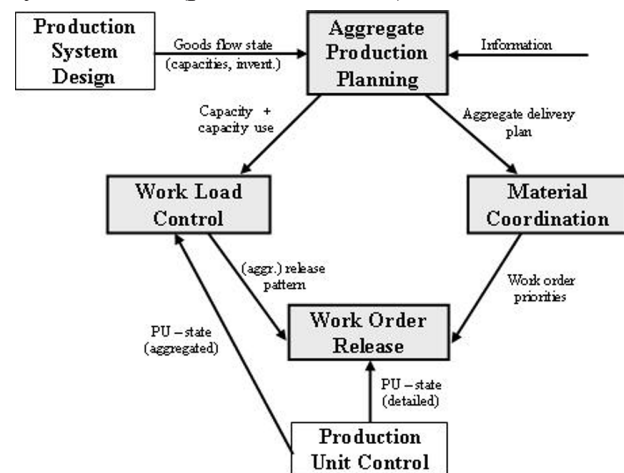 Production
System
Design
Goods flow state
(capacities, invent.)
Aggregate
Production
Planning
Information
Capacity +
capacity use
Aggregate delivery
plan
Work Load
Control
Material
Coordination
(aggr.) release
pattern
Work order
priorities
Work Order
Release
PU – state
(aggregated)
PU – state
(detailed)
Production
Unit Control